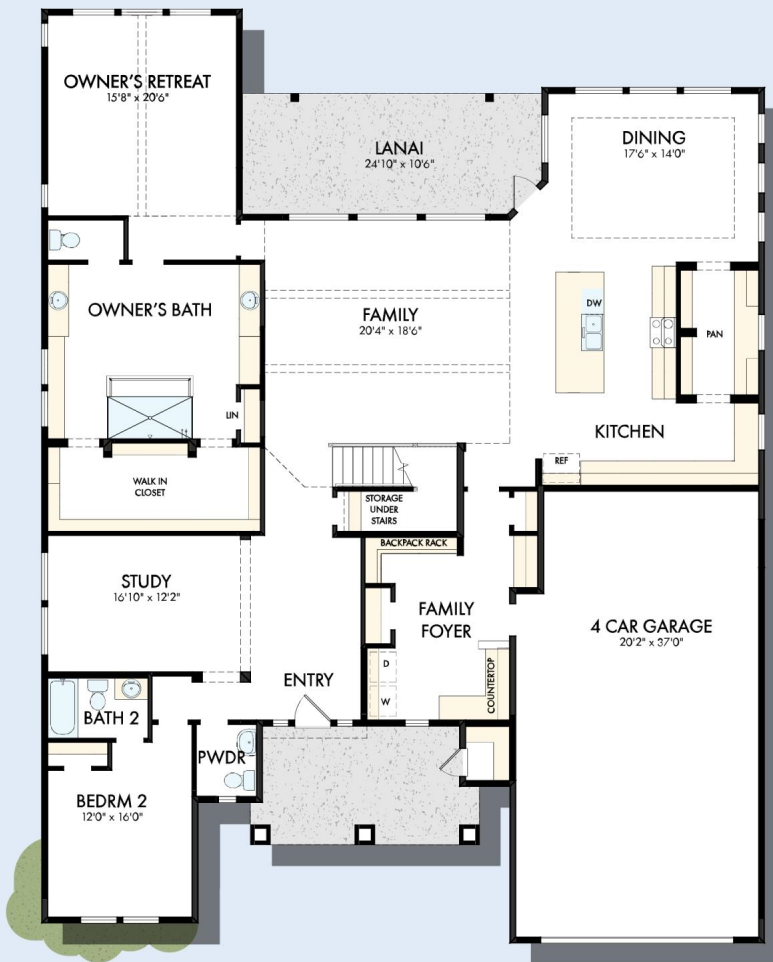 OWNER'S RETREAT
15'8" x 20'6"
LANAI
24'10" x 10'6"
DINING
17'6" x 14'0"
OWNER'S BATH
FAMILY
20'4" x 18'6"
DW
PAN
LIN
KITCHEN
REF
WALK IN
CLOSET
STORAGE
UNDER
STAIRS
BACKPACK RACK
STUDY
16'10" x 12'2"
FAMILY
FOYER
4 CAR GARAGE
20'2" x 37'0"
D
W
COUNTERTOP
ENTRY
BATH 2
PWDR
BEDRM 2
12'0" x 16'0"